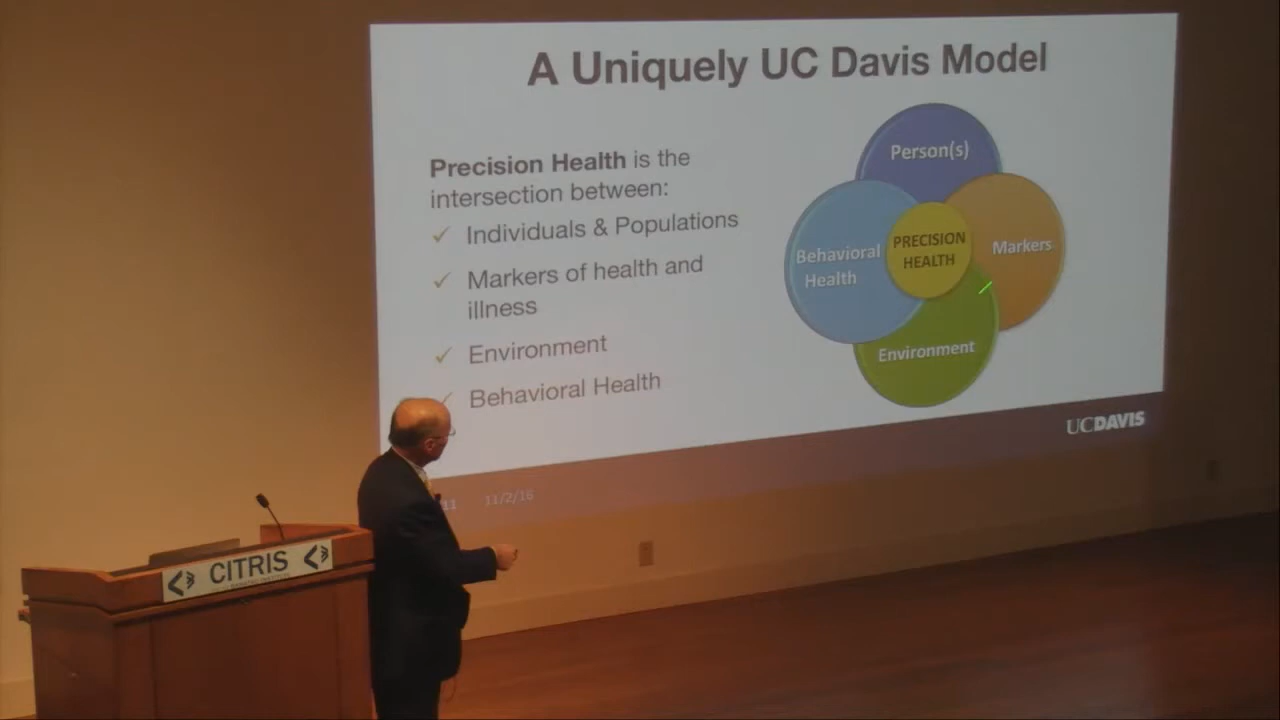 A Uniquely UC Davis Model
Precision Health is the
intersection between:
✓ Individuals & Populations
✓ Markers of health and
illness
✓ Environment
✓ Behavioral Health
Person(s)
Behavioral
Health
PRECISION
HEALTH
Markers
Environment
UCDAVIS
11 11/2/16
CITRIS